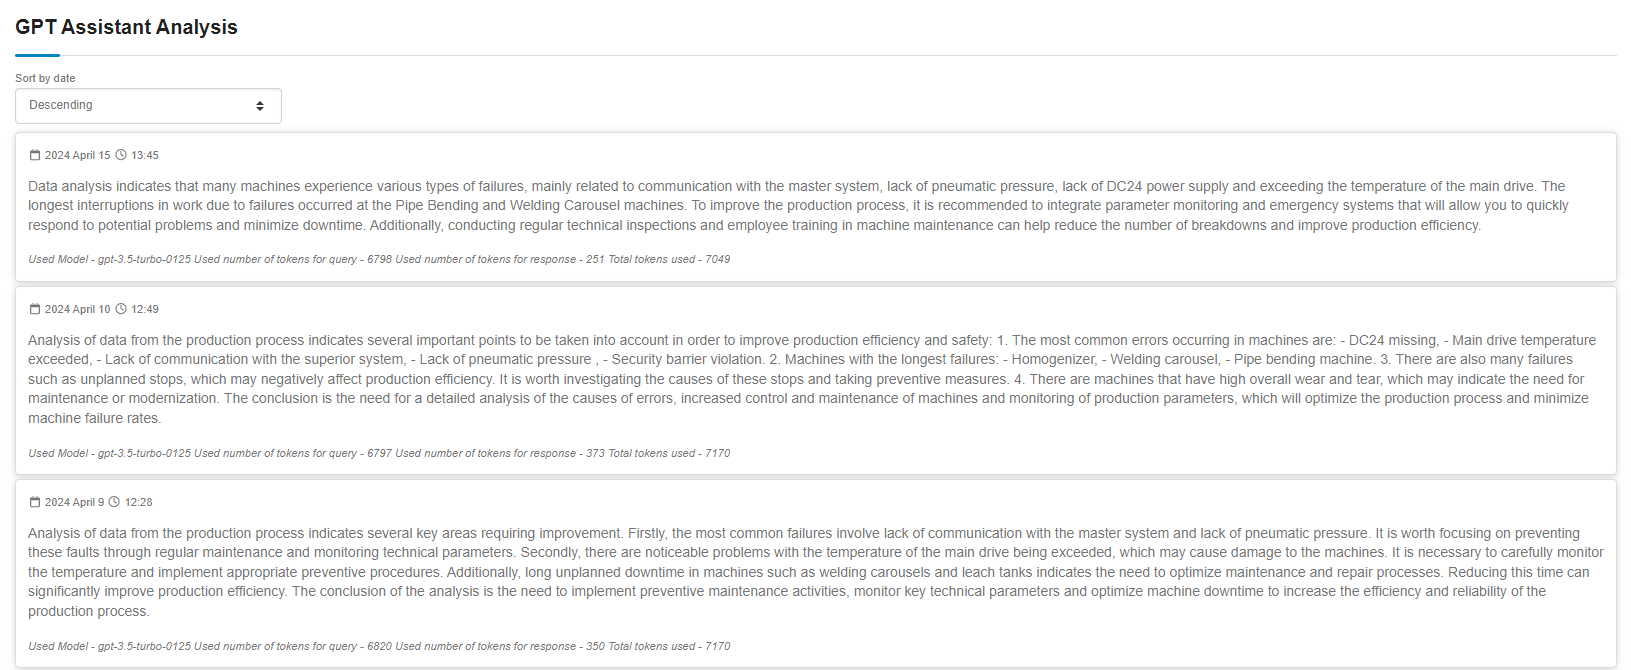 GPT Assistant Analysis
Sort by date
Descending
2024 April 15 13:45
Data analysis indicates that many machines experience various types of failures, mainly related to communication with the master system, lack of pneumatic pressure, lack of DC24 power supply and exceeding the temperature of the main drive. The
longest interruptions in work due to failures occurred at the Pipe Bending and Welding Carousel machines. To improve the production process, it is recommended to integrate parameter monitoring and emergency systems that will allow you to quickly
respond to potential problems and minimize downtime. Additionally, conducting regular technical inspections and employee training in machine maintenance can help reduce the number of breakdowns and improve production efficiency.
Used Model - gpt-3.5-turbo-0125 Used number of tokens for query - 6798 Used number of tokens for response - 251 Total tokens used - 7049
2024 April 10 12:49
Analysis of data from the production process indicates several important points to be taken into account in order to improve production efficiency and safety: 1. The most common errors occurring in machines are: - DC24 missing, - Main drive temperature
exceeded, - Lack of communication with the superior system, - Lack of pneumatic pressure , - Security barrier violation. 2. Machines with the longest failures: - Homogenizer, - Welding carousel, - Pipe bending machine. 3. There are also many failures
such as unplanned stops, which may negatively affect production efficiency. It is worth investigating the causes of these stops and taking preventive measures. 4. There are machines that have high overall wear and tear, which may indicate the need for
maintenance or modernization. The conclusion is the need for a detailed analysis of the causes of errors, increased control and maintenance of machines and monitoring of production parameters, which will optimize the production process and minimize
machine failure rates.
Used Model - gpt-3.5-turbo-0125 Used number of tokens for query - 6797 Used number of tokens for response - 373 Total tokens used - 7170
2024 April 9 12:28
Analysis of data from the production process indicates several key areas requiring improvement. Firstly, the most common failures involve lack of communication with the master system and lack of pneumatic pressure. It is worth focusing on preventing
these faults through regular maintenance and monitoring technical parameters. Secondly, there are noticeable problems with the temperature of the main drive being exceeded, which may cause damage to the machines. It is necessary to carefully monitor
the temperature and implement appropriate preventive procedures. Additionally, long unplanned downtime in machines such as welding carousels and leach tanks indicates the need to optimize maintenance and repair processes. Reducing this time can
significantly improve production efficiency. The conclusion of the analysis is the need to implement preventive maintenance activities, monitor key technical parameters and optimize machine downtime to increase the efficiency and reliability of the
production process.
Used Model - gpt-3.5-turbo-0125 Used number of tokens for query - 6820 Used number of tokens for response - 350 Total tokens used - 7170